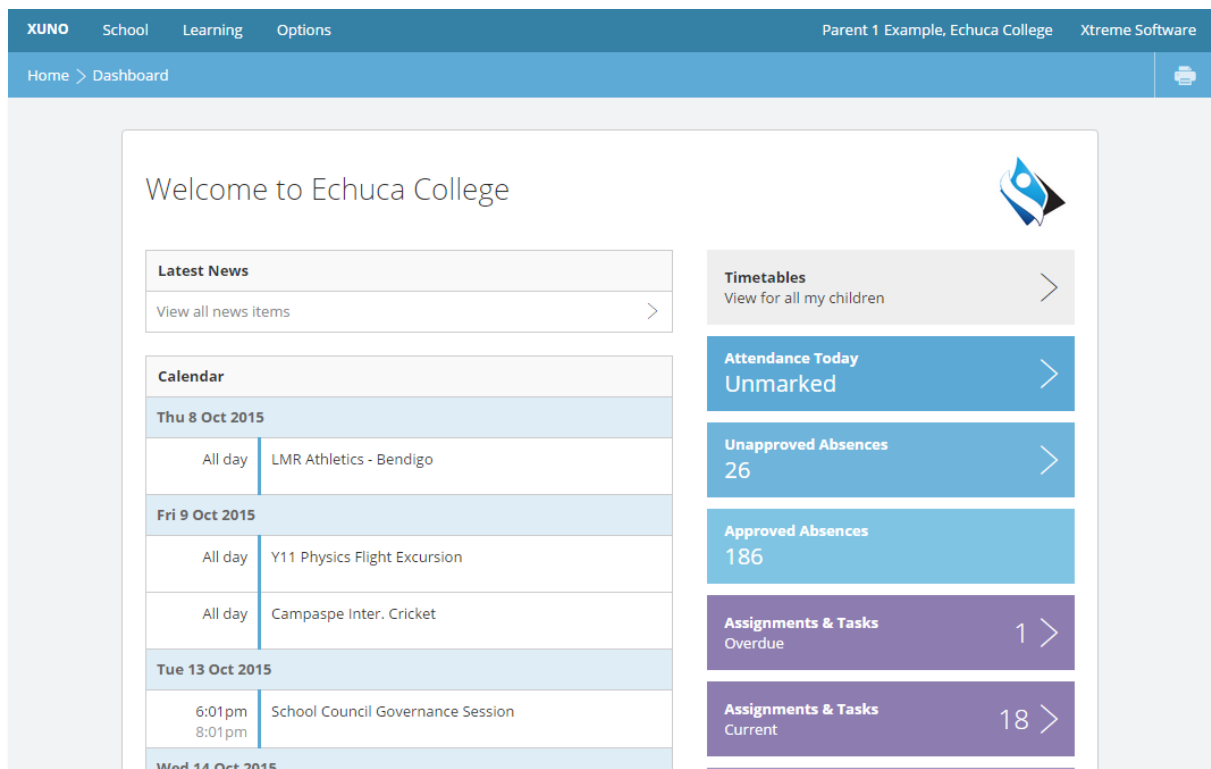 XUNO School Learning Options Parent 1 Example, Echuca College Xtreme Software
Home Dashboard
Welcome to Echuca College
Latest News
View all news items
Calendar
Thu 8 Oct 2015
All day LMR Athletics - Bendigo
Fri 9 Oct 2015
All day Y11 Physics Flight Excursion
All day Campaspe Inter. Cricket
Tue 13 Oct 2015
6:01pm School Council Governance Session
8:01pm
Wed 14 Oct 2015
Timetables
View for all my children
Attendance Today
Unmarked
Unapproved Absences
26
Approved Absences
186
Assignments & Tasks
Overdue 1
Assignments & Tasks
Current 18